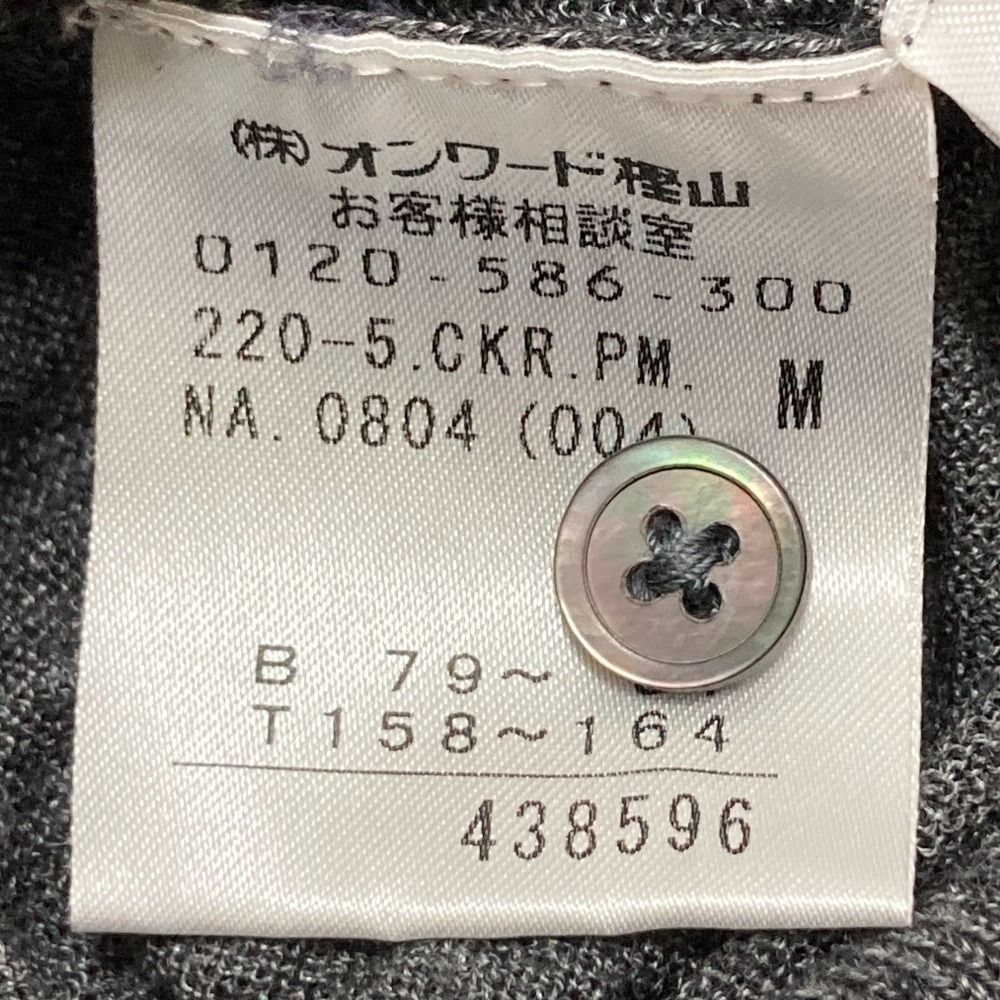 (株)オンワード樫山
お客様相談室
0120-586-300
220-5.CKR.PM.
NA.0804(004) M
B 79〜
T158〜164
438596